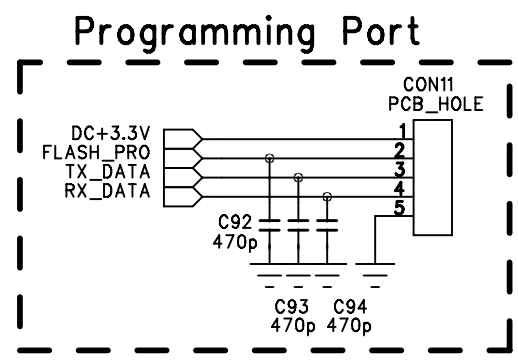 Programming Port
CON11
PCB_HOLE
DC+3.3V
FLASH_PRO
TX_DATA
RX_DATA
1
2
3
4
5
C92
470p
C93
470p
C94
470p